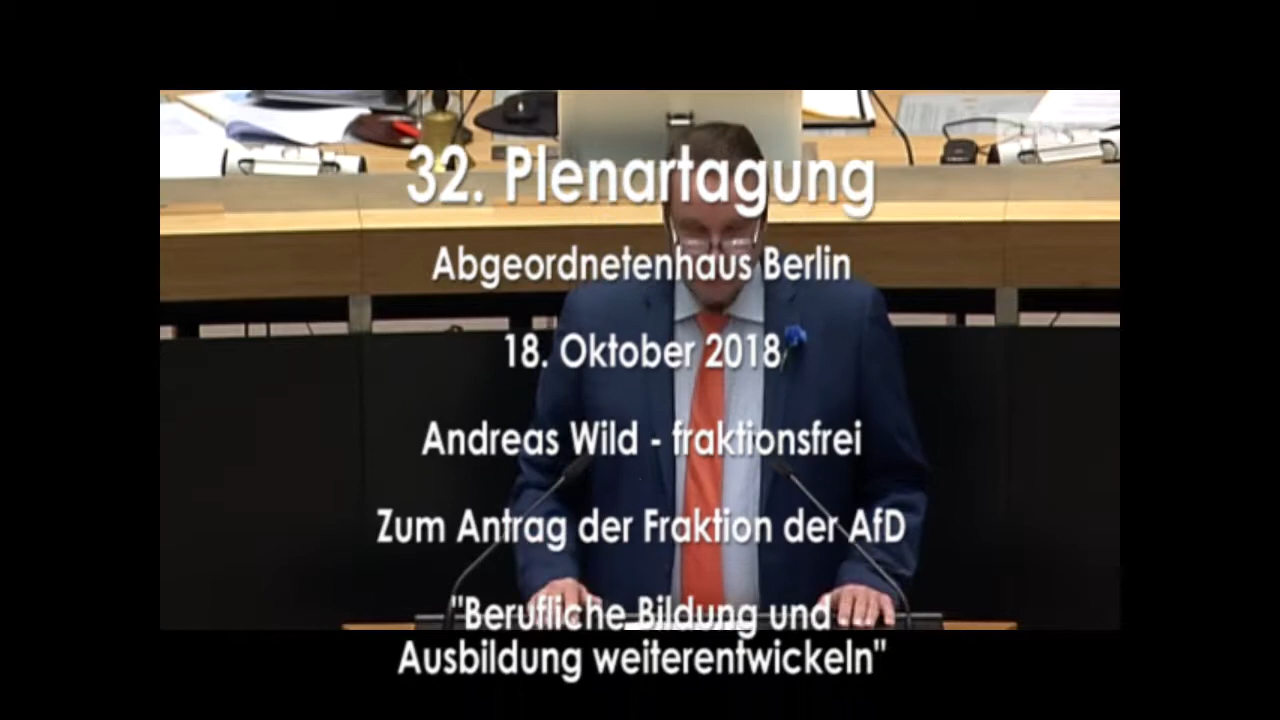 32. Plenartagung
Abgeordnetenhaus Berlin
18. Oktober 2018
Andreas Wild - fraktionsfrei
Zum Antrag der Fraktion der AfD
"Berufliche Bildung und
Ausbildung weiterentwickeln"